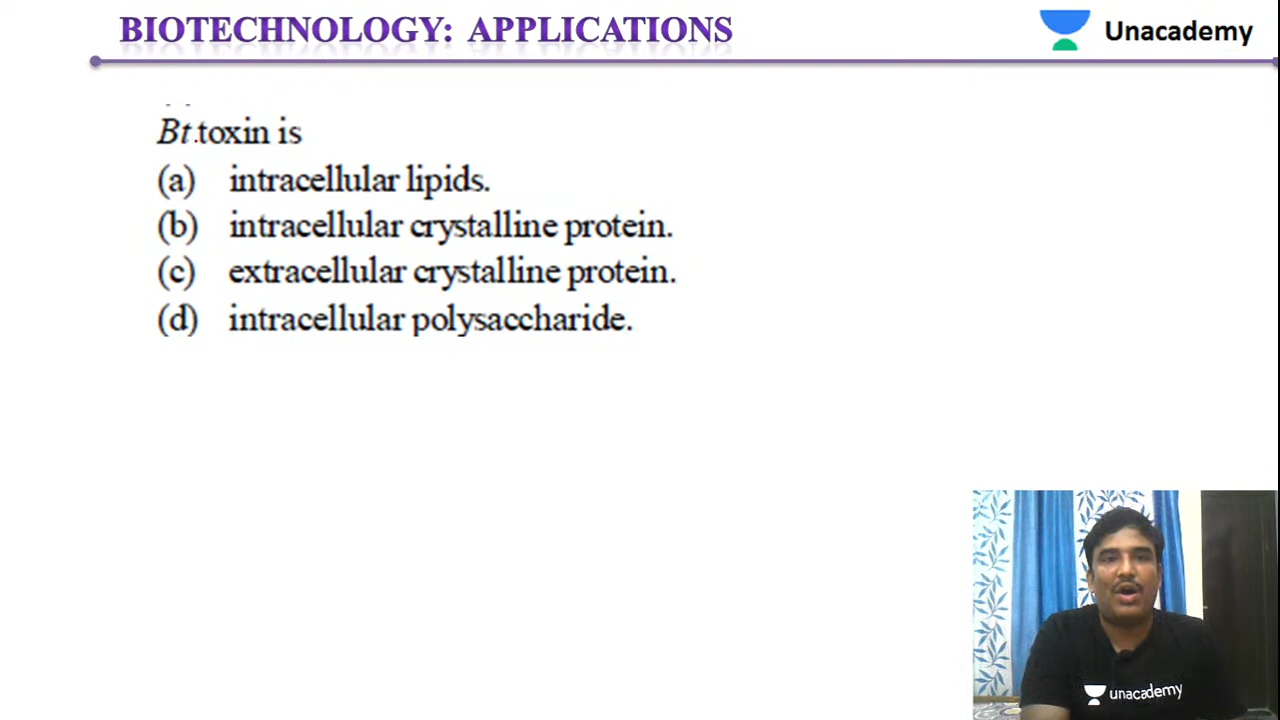 BIOTECHNOLOGY: APPLICATIONS
Unacademy
Bt.toxin is
(a) intracellular lipids.
(b) intracellular crystalline protein.
(c) extracellular crystalline protein.
(d) intracellular polysaccharide.
unacademy